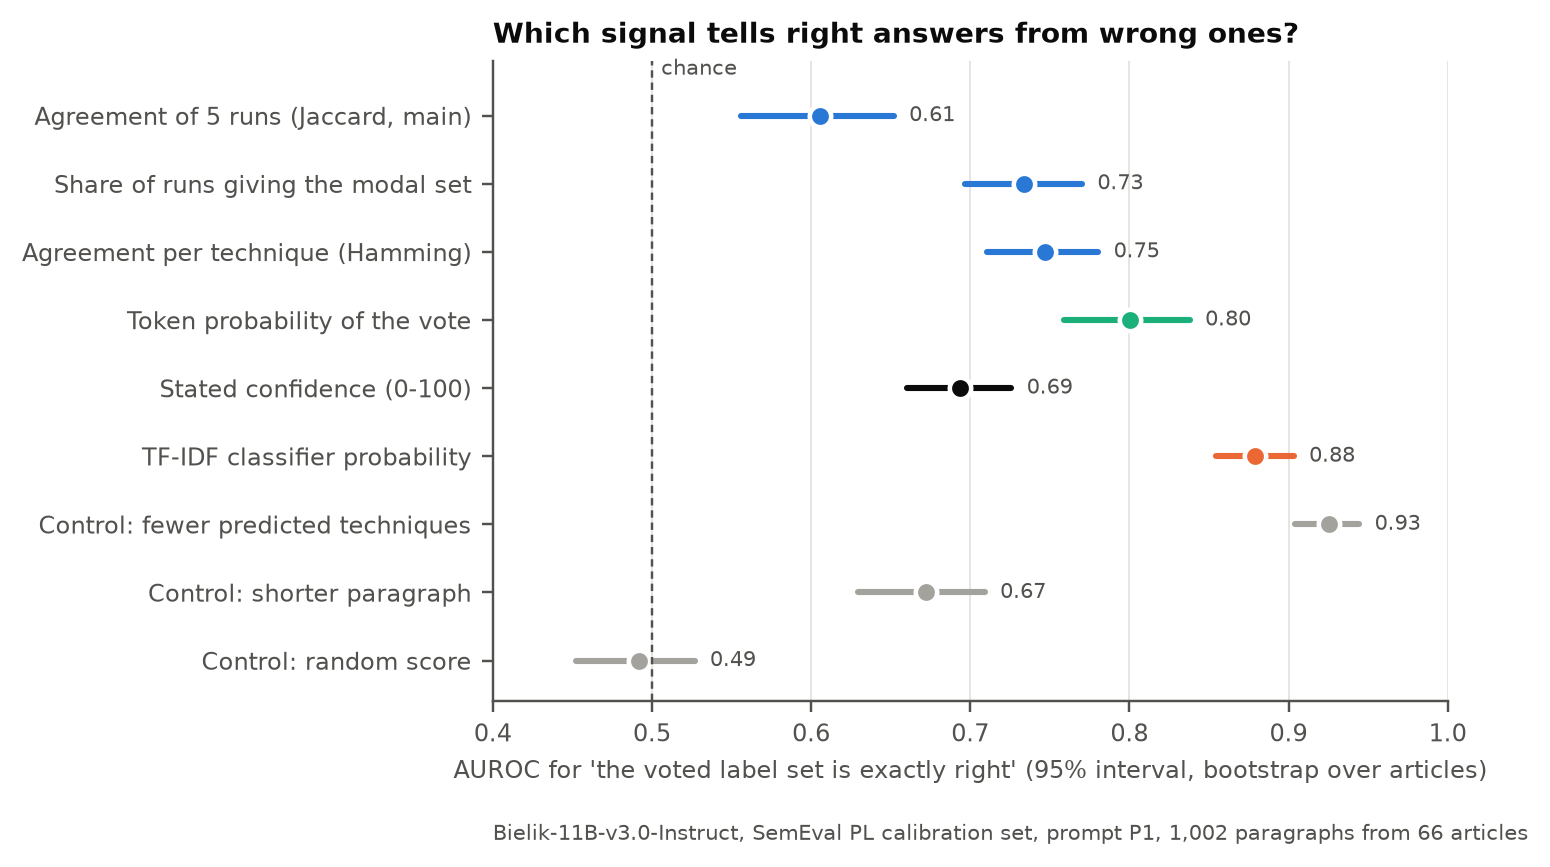 Which signal tells right answers from wrong ones?
chance
Agreement of 5 runs (Jaccard, main) 0.61
Share of runs giving the modal set 0.73
Agreement per technique (Hamming) 0.75
Token probability of the vote 0.80
Stated confidence (0-100) 0.69
TF-IDF classifier probability 0.88
Control: fewer predicted techniques 0.93
Control: shorter paragraph 0.67
Control: random score 0.49
0.4 0.5 0.6 0.7 0.8 0.9 1.0
AUROC for 'the voted label set is exactly right' (95% interval, bootstrap over articles)
Bielik-11B-v3.0-Instruct, SemEval PL calibration set, prompt P1, 1,002 paragraphs from 66 articles